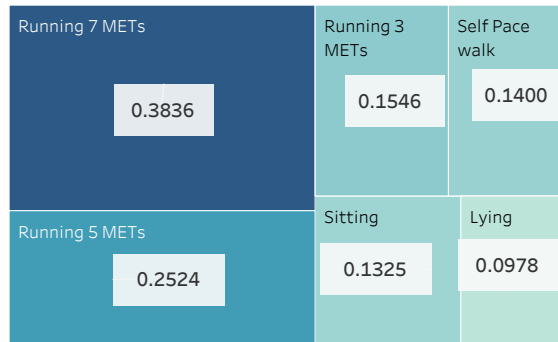 Running 7 METs
0.3836
Running 5 METs
0.2524
Running 3
METs
0.1546
Self Pace
walk
0.1400
Sitting
0.1325
Lying
0.0978